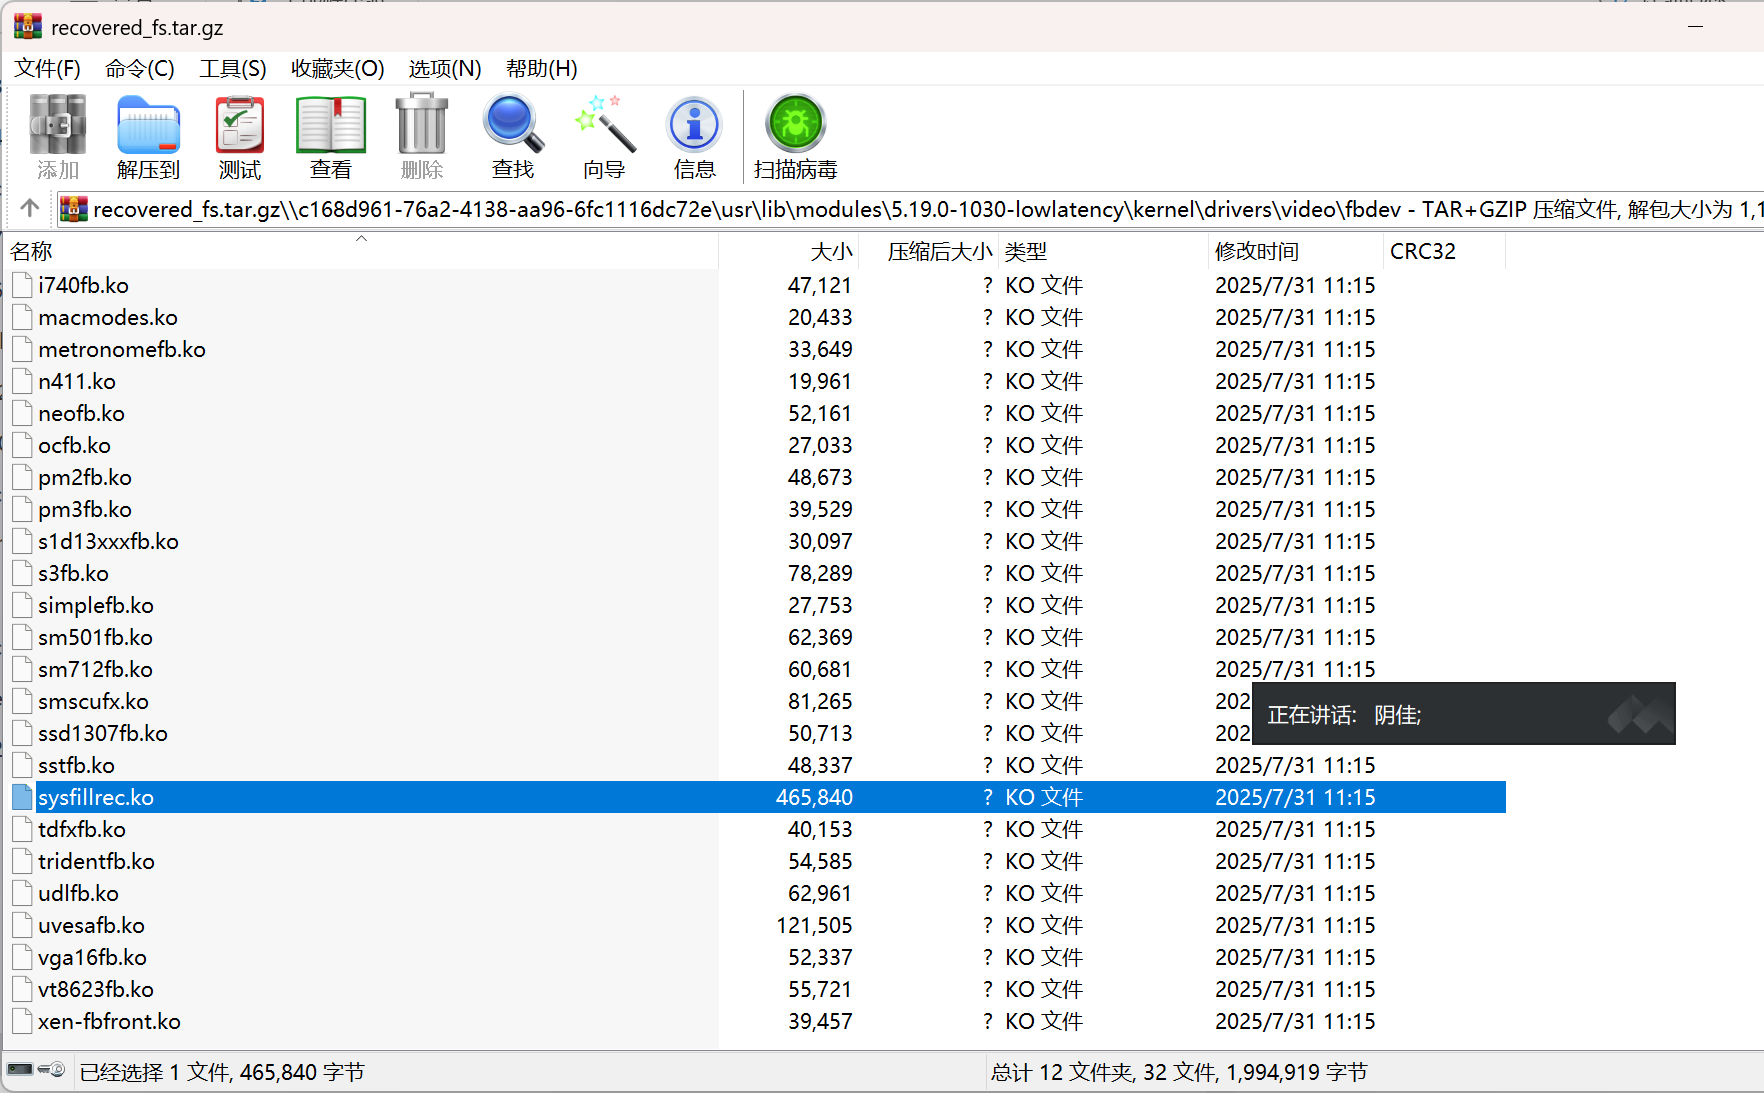 recovered_fs.tar.gz
文件(F) 命令(C) 工具(S) 收藏夹(O) 选项(N) 帮助(H)
添加 解压到 测试 查看 删除 查找 向导 信息 扫描病毒
recovered_fs.tar.gz\\c168d961-76a2-4138-aa96-6fc1116dc72e\usr\lib\modules\5.19.0-1030-lowlatency\kernel\drivers\video\fbdev - TAR+GZIP 压缩文件, 解包大小为 1,1
名称 大小 压缩后大小 类型 修改时间 CRC32
i740fb.ko 47,121 ? KO 文件 2025/7/31 11:15
macmodes.ko 20,433 ? KO 文件 2025/7/31 11:15
metronomefb.ko 33,649 ? KO 文件 2025/7/31 11:15
n411.ko 19,961 ? KO 文件 2025/7/31 11:15
neofb.ko 52,161 ? KO 文件 2025/7/31 11:15
ocfb.ko 27,033 ? KO 文件 2025/7/31 11:15
pm2fb.ko 48,673 ? KO 文件 2025/7/31 11:15
pm3fb.ko 39,529 ? KO 文件 2025/7/31 11:15
s1d13xxxfb.ko 30,097 ? KO 文件 2025/7/31 11:15
s3fb.ko 78,289 ? KO 文件 2025/7/31 11:15
simplefb.ko 27,753 ? KO 文件 2025/7/31 11:15
sm501fb.ko 62,369 ? KO 文件 2025/7/31 11:15
sm712fb.ko 60,681 ? KO 文件 2025/7/31 11:15
smscufx.ko 81,265 ? KO 文件 202
正在讲话: 阴佳;
ssd1307fb.ko 50,713 ? KO 文件 202
sstfb.ko 48,337 ? KO 文件 2025/7/31 11:15
sysfillrec.ko 465,840 ? KO 文件 2025/7/31 11:15
tdfxfb.ko 40,153 ? KO 文件 2025/7/31 11:15
tridentfb.ko 54,585 ? KO 文件 2025/7/31 11:15
udlfb.ko 62,961 ? KO 文件 2025/7/31 11:15
uvesafb.ko 121,505 ? KO 文件 2025/7/31 11:15
vga16fb.ko 52,337 ? KO 文件 2025/7/31 11:15
vt8623fb.ko 55,721 ? KO 文件 2025/7/31 11:15
xen-fbfront.ko 39,457 ? KO 文件 2025/7/31 11:15
已经选择 1 文件, 465,840 字节 总计 12 文件夹, 32 文件, 1,994,919 字节